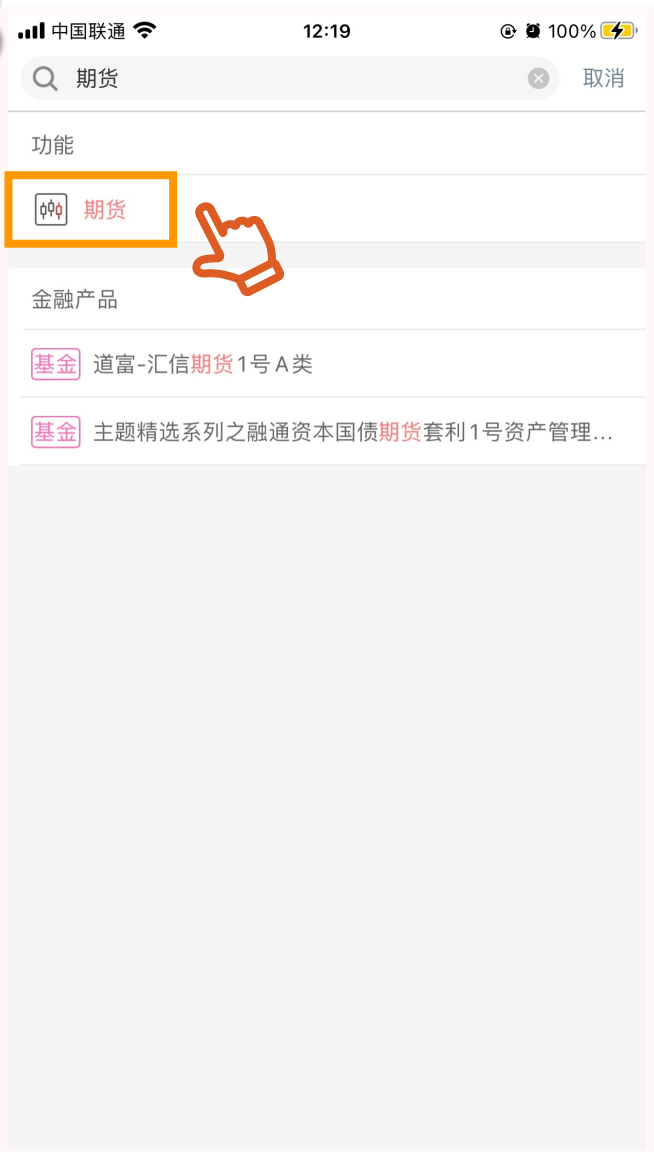 中国联通 12:19 100%
期货 取消
功能
期货
金融产品
基金 道富-汇信期货1号A类
基金 主题精选系列之融通资本国债期货套利1号资产管理...